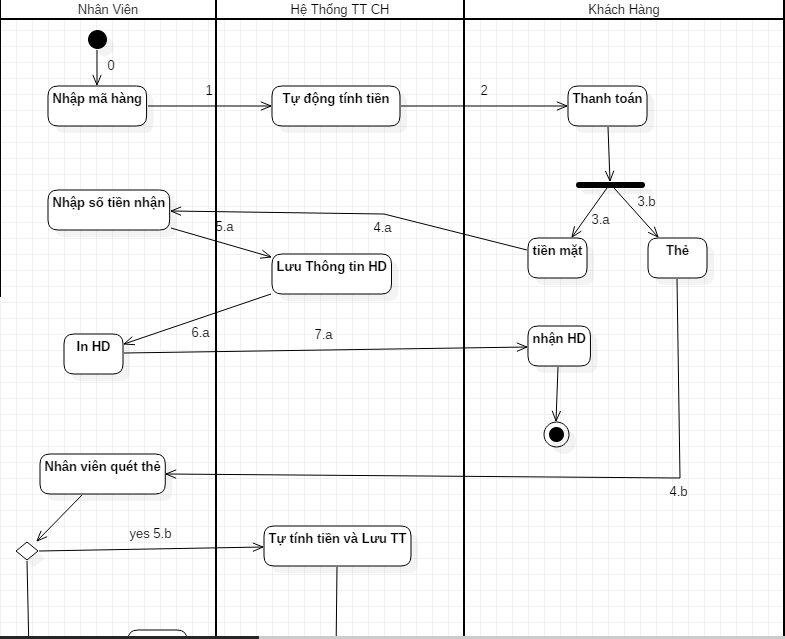 Nhân Viên
Hệ Thống TT CH
Khách Hàng
0
Nhập mã hàng
1
Tự động tính tiền
2
Thanh toán
3.b
3.a
Nhập số tiền nhận
5.a
4.a
tiền mặt
Thẻ
Lưu Thông tin HD
6.a
7.a
In HD
nhận HD
Nhân viên quét thẻ
4.b
yes 5.b
Tự tính tiền và Lưu TT